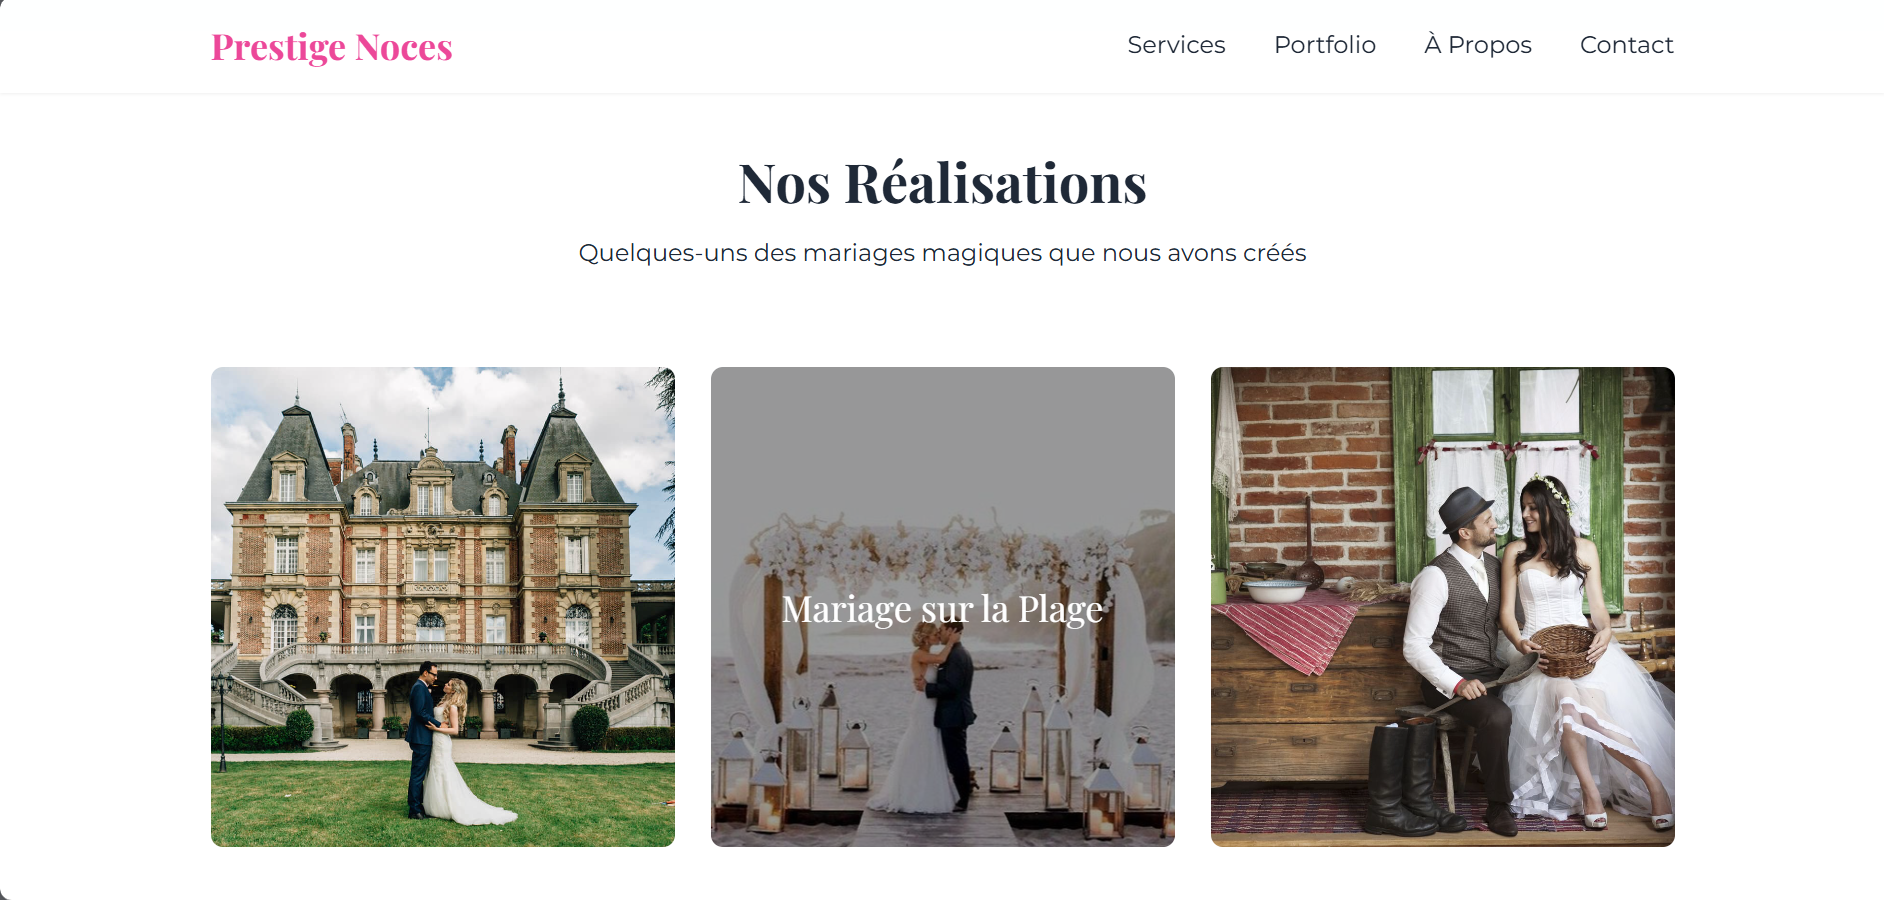 Prestige Noces
Services
Portfolio
À Propos
Contact
Nos Réalisations
Quelques-uns des mariages magiques que nous avons créés
Mariage sur la Plage